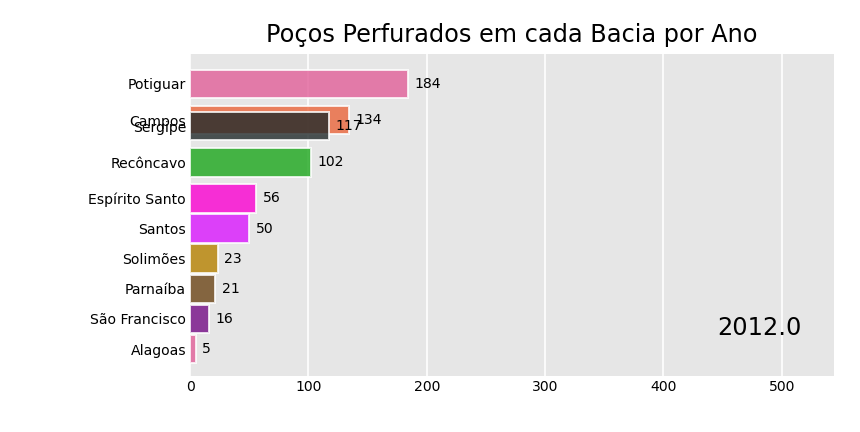 Poços Perfurados em cada Bacia por Ano
Potiguar 184
Campos 134
Sergipe 117
Recôncavo 102
Espírito Santo 56
Santos 50
Solimões 23
Parnaíba 21
São Francisco 16
2012.0
Alagoas 5
0 100 200 300 400 500